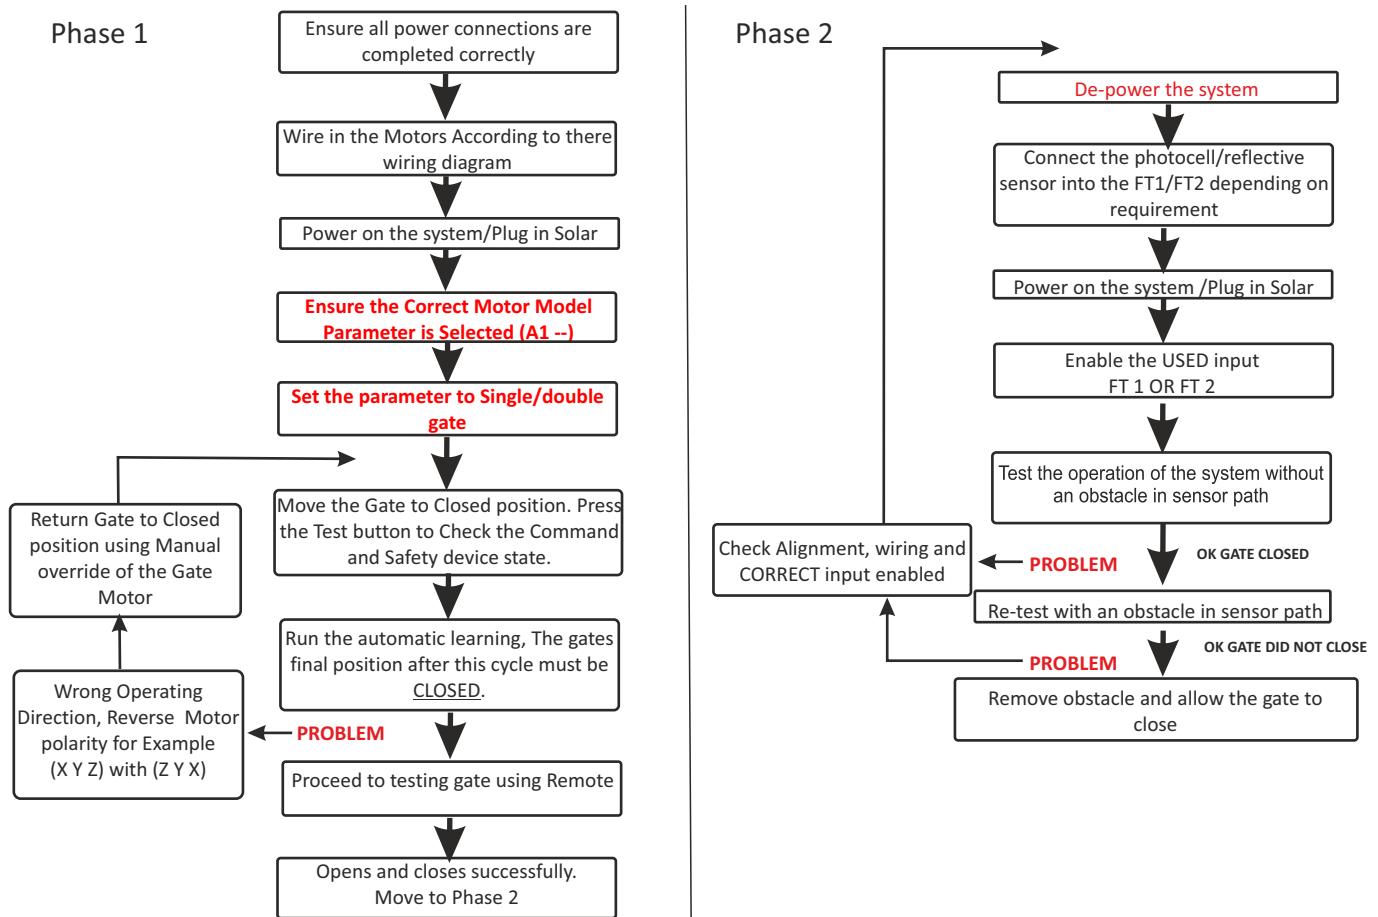 Phase 1
Ensure all power connections are
completed correctly
Wire in the Motors According to there
wiring diagram
Power on the system/Plug in Solar
Ensure the Correct Motor Model
Parameter is Selected (A1 --)
Set the parameter to Single/double
gate
Move the Gate to Closed position. Press
the Test button to Check the Command
and Safety device state.
Return Gate to Closed
position using Manual
override of the Gate
Motor
Run the automatic learning, The gates
final position after this cycle must be
CLOSED.
Wrong Operating
Direction, Reverse Motor
polarity for Example
(X Y Z) with (Z Y X)
PROBLEM
Proceed to testing gate using Remote
Opens and closes successfully.
Move to Phase 2
Phase 2
De-power the system
Connect the photocell/reflective
sensor into the FT1/FT2 depending on
requirement
Power on the system /Plug in Solar
Enable the USED input
FT 1 OR FT 2
Test the operation of the system without
an obstacle in sensor path
Check Alignment, wiring and
CORRECT input enabled
PROBLEM
OK GATE CLOSED
Re-test with an obstacle in sensor path
PROBLEM
OK GATE DID NOT CLOSE
Remove obstacle and allow the gate to
close